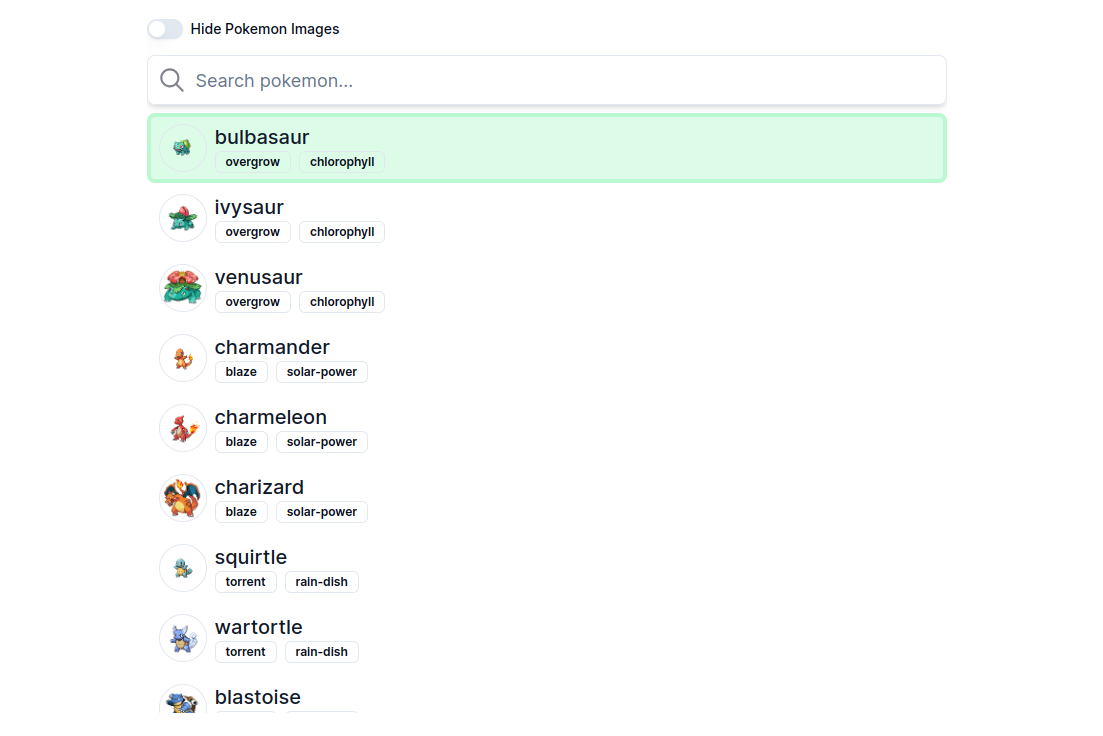 Hide Pokemon Images
Search pokemon...
bulbasaur
overgrow chlorophyll
ivysaur
overgrow chlorophyll
venusaur
overgrow chlorophyll
charmander
blaze solar-power
charmeleon
blaze solar-power
charizard
blaze solar-power
squirtle
torrent rain-dish
wartortle
torrent rain-dish
blastoise